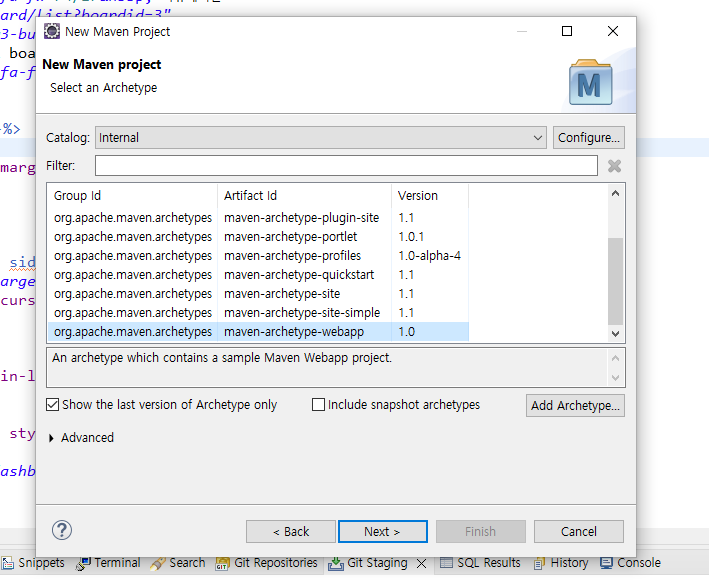 ard/list?boardid=3"
New Maven Project
3-bu
boa
fa-f
New Maven project
Select an Archetype
M
%>
Catalog: Internal Configure...
marg
Filter:
Group Id Artifact Id Version
org.apache.maven.archetypes maven-archetype-plugin-site 1.1
org.apache.maven.archetypes maven-archetype-portlet 1.0.1
org.apache.maven.archetypes maven-archetype-profiles 1.0-alpha-4
sid
org.apache.maven.archetypes maven-archetype-quickstart 1.1
arge
org.apache.maven.archetypes maven-archetype-site 1.1
curs
org.apache.maven.archetypes maven-archetype-site-simple 1.1
org.apache.maven.archetypes maven-archetype-webapp 1.0
An archetype which contains a sample Maven Webapp project.
in-l
Show the last version of Archetype only Include snapshot archetypes Add Archetype...
sty
Advanced
ashb
? < Back Next > Finish Cancel
Snippets Terminal Search Git Repositories Git Staging SQL Results History Console